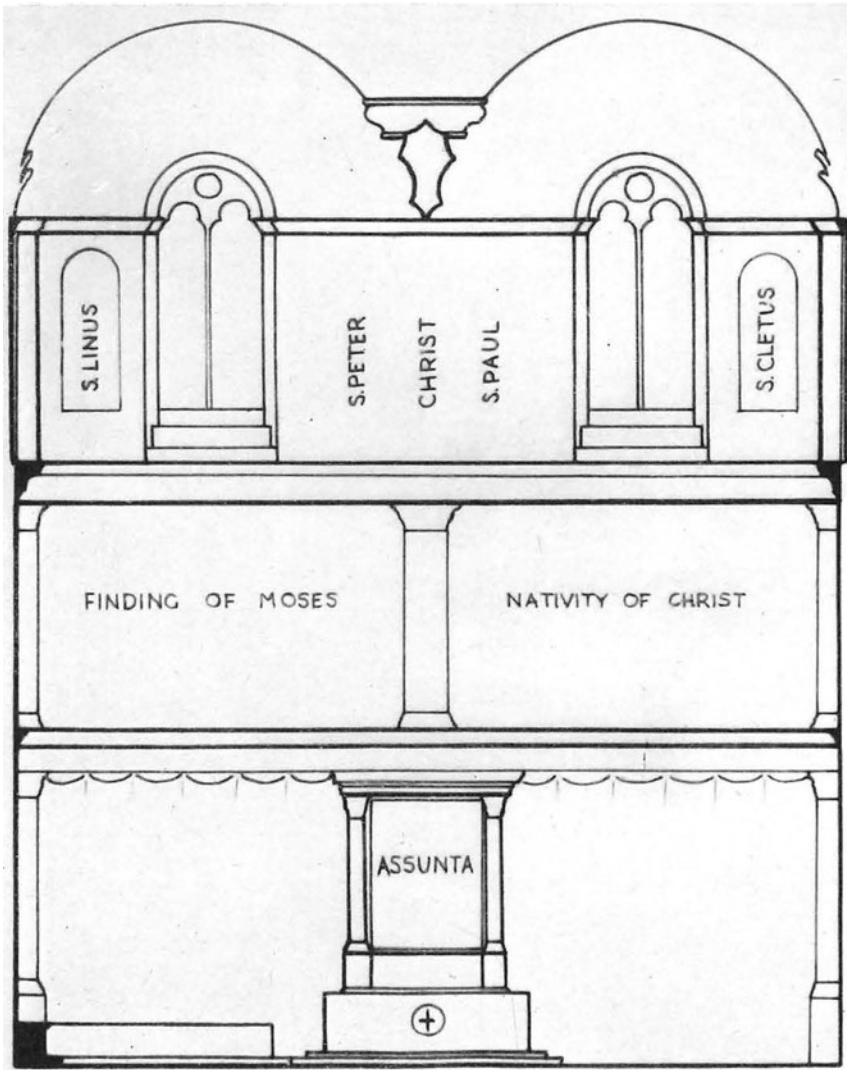 S. LINUS
S. PETER
CHRIST
S. PAUL
S. CLETUS
FINDING OF MOSES
NATIVITY OF CHRIST
ASSUNTA